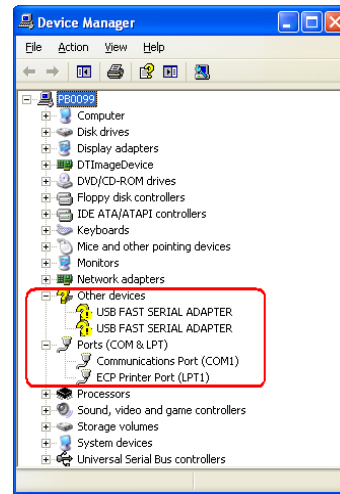 Device Manager
File Action View Help
PB0099
Computer
Disk drives
Display adapters
DTImageDevice
DVD/CD-ROM drives
Floppy disk controllers
IDE ATA/ATAPI controllers
Keyboards
Mice and other pointing devices
Monitors
Network adapters
Other devices
USB FAST SERIAL ADAPTER
USB FAST SERIAL ADAPTER
Ports (COM & LPT)
Communications Port (COM1)
ECP Printer Port (LPT1)
Processors
Sound, video and game controllers
Storage volumes
System devices
Universal Serial Bus controllers